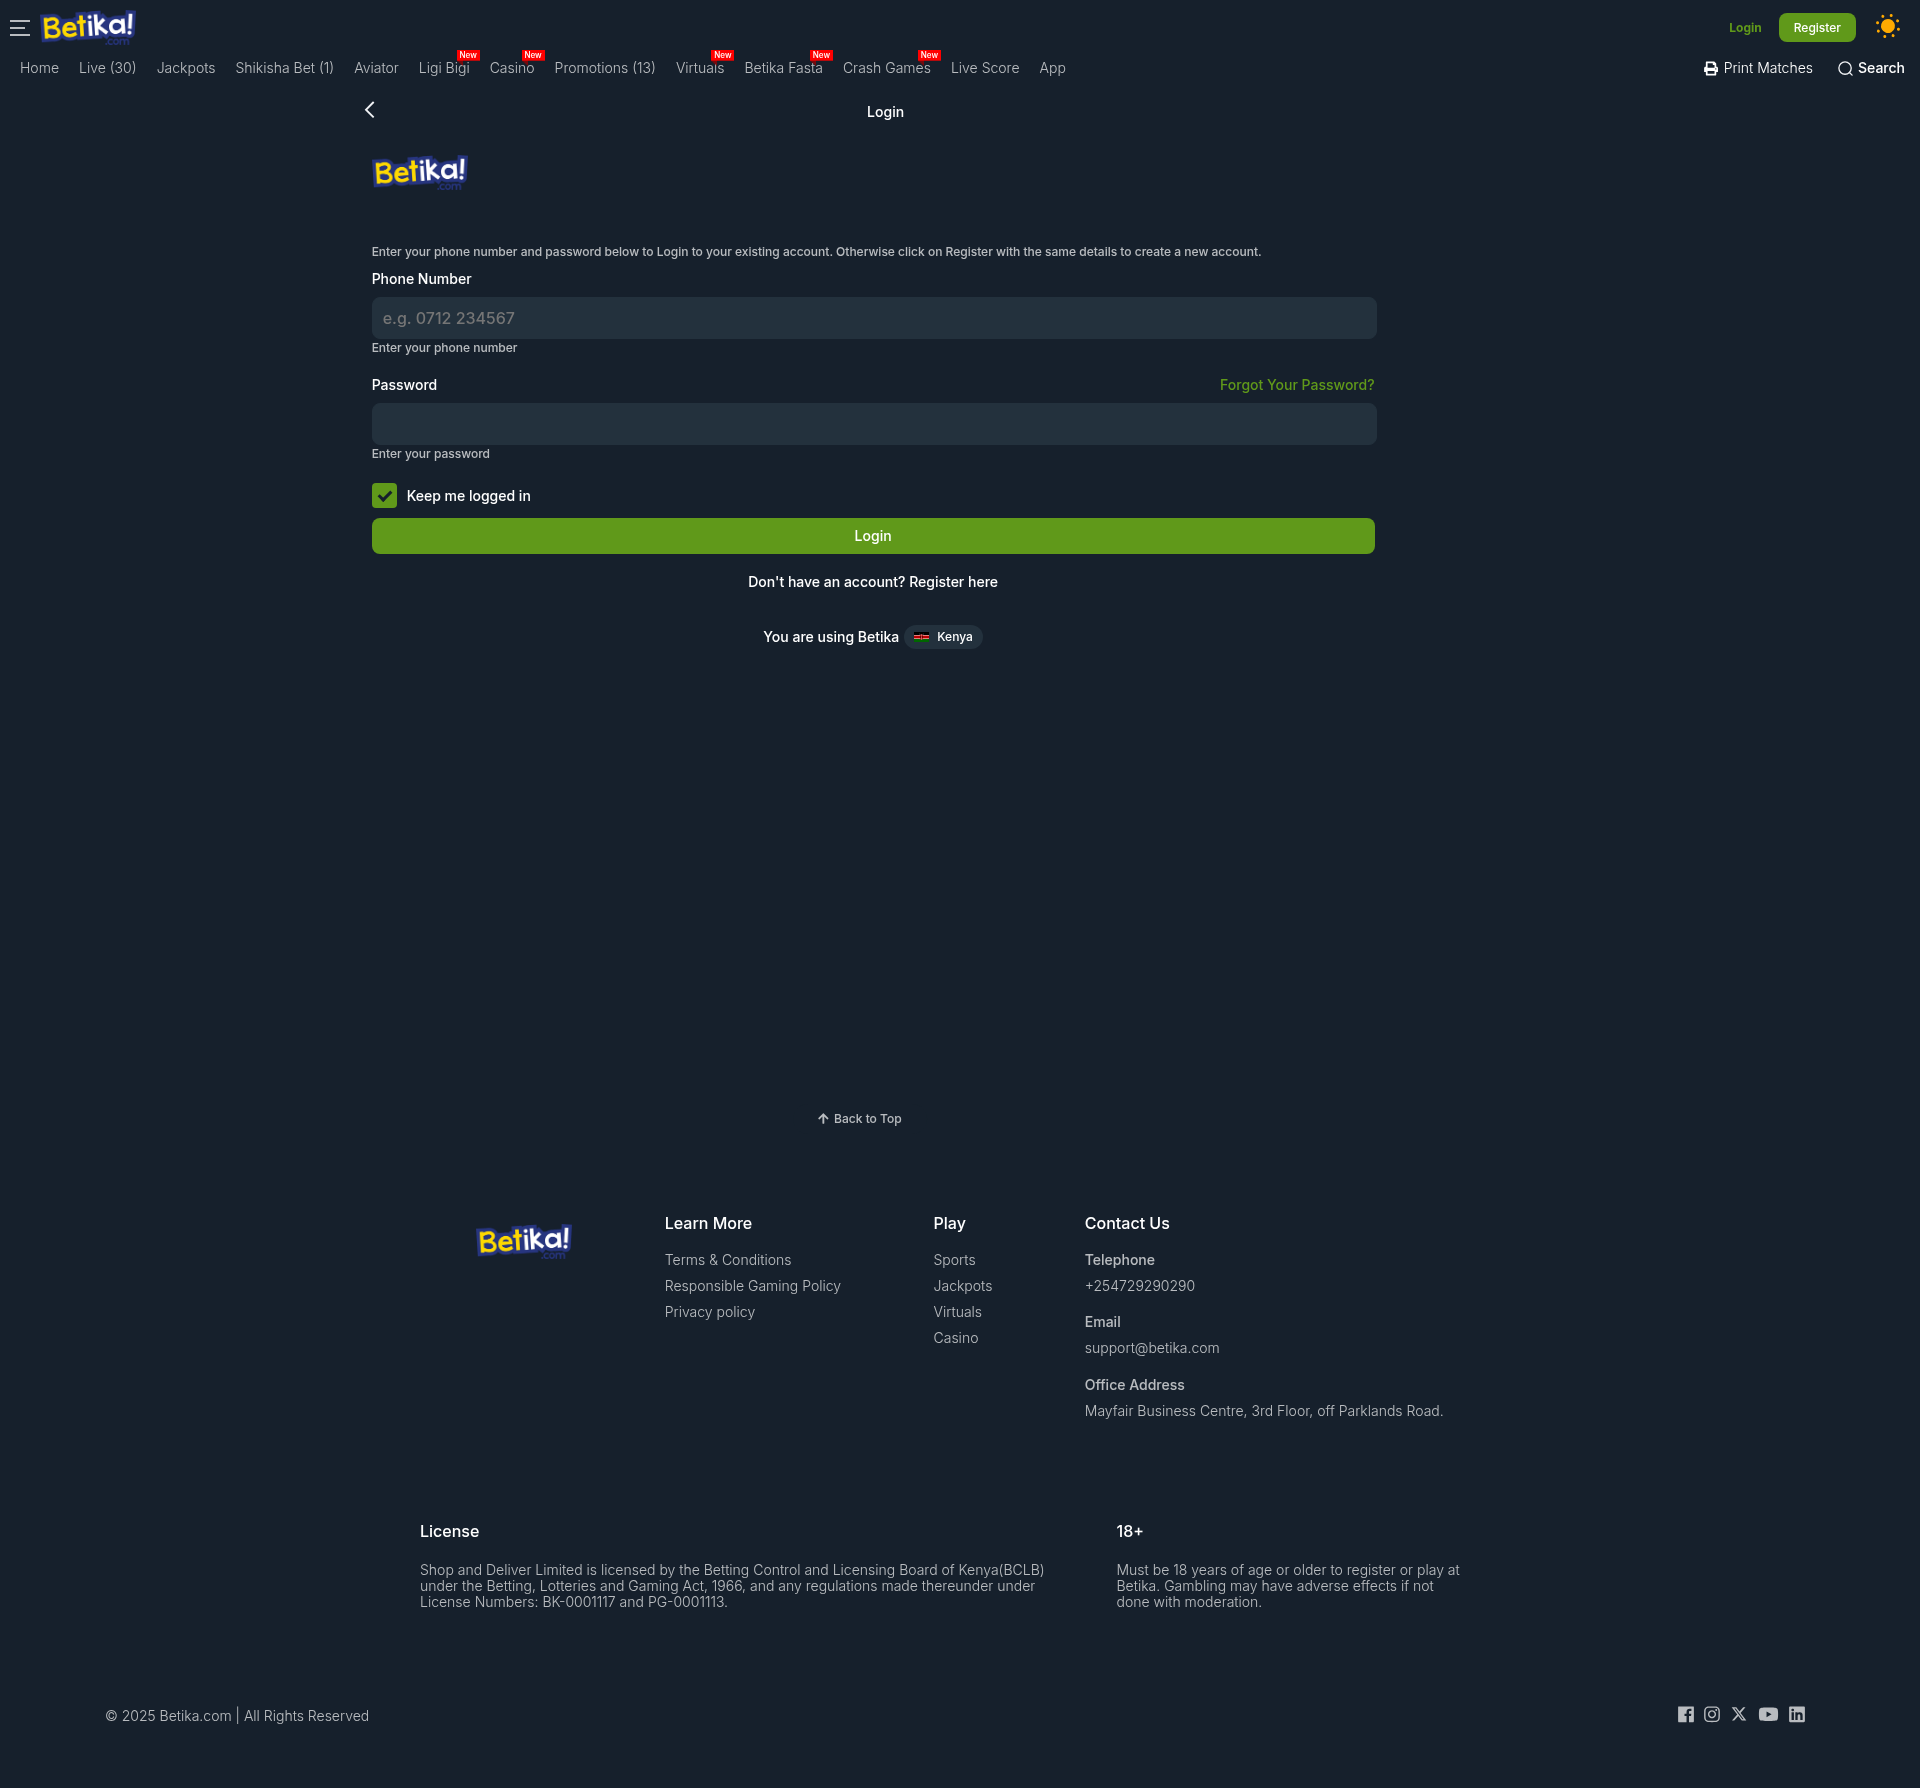 Betika!
.com
Login
Register
Home
Live (30)
Jackpots
Shikisha Bet (1)
Aviator
Ligi Bigi
New
Casino
New
Promotions (13)
Virtuals
New
Betika Fasta
New
Crash Games
New
Live Score
App
Print Matches
Search
Login
Betika!
.com
Enter your phone number and password below to Login to your existing account. Otherwise click on Register with the same details to create a new account.
Phone Number
e.g. 0712 234567
Enter your phone number
Password
Forgot Your Password?
Enter your password
Keep me logged in
Login
Don't have an account? Register here
You are using Betika Kenya
Back to Top
Betika!
.com
Learn More
Terms & Conditions
Responsible Gaming Policy
Privacy policy
Play
Sports
Jackpots
Virtuals
Casino
Contact Us
Telephone
+254729290290
Email
support@betika.com
Office Address
Mayfair Business Centre, 3rd Floor, off Parklands Road.
License
Shop and Deliver Limited is licensed by the Betting Control and Licensing Board of Kenya(BCLB)
under the Betting, Lotteries and Gaming Act, 1966, and any regulations made thereunder under
License Numbers: BK-0001117 and PG-0001113.
18+
Must be 18 years of age or older to register or play at
Betika. Gambling may have adverse effects if not
done with moderation.
© 2025 Betika.com | All Rights Reserved